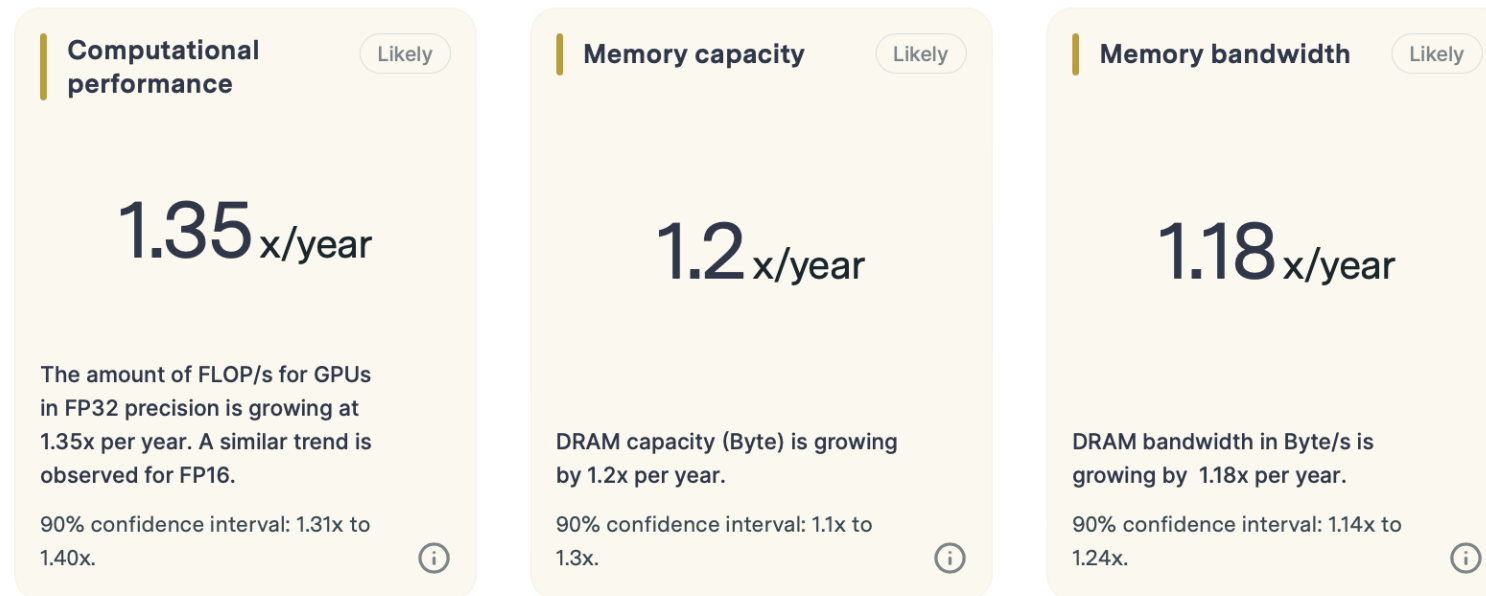 Computational
performance
Likely
1.35 x/year
The amount of FLOP/s for GPUs
in FP32 precision is growing at
1.35x per year. A similar trend is
observed for FP16.
90% confidence interval: 1.31x to
1.40x.
Memory capacity
Likely
1.2 x/year
DRAM capacity (Byte) is growing
by 1.2x per year.
90% confidence interval: 1.1x to
1.3x.
Memory bandwidth
Likely
1.18 x/year
DRAM bandwidth in Byte/s is
growing by  1.18x per year.
90% confidence interval: 1.14x to
1.24x.